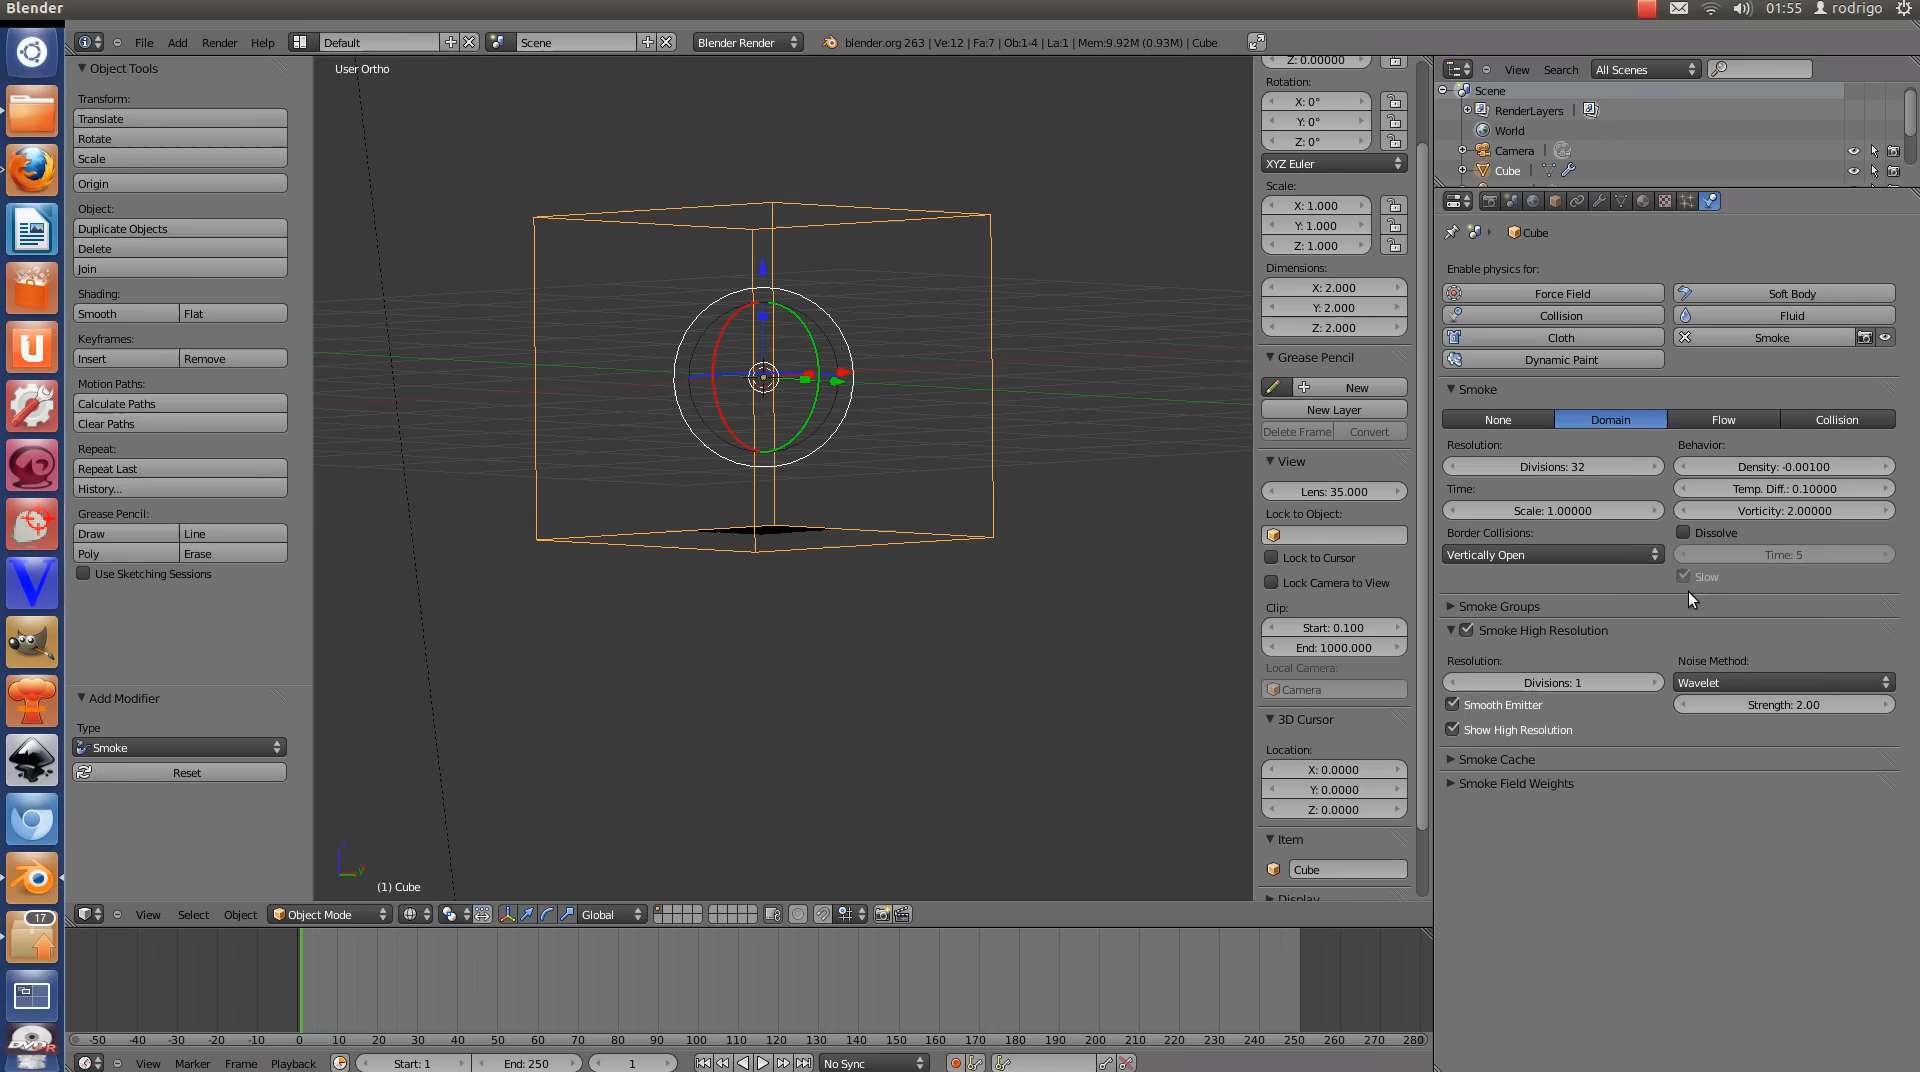 Blender
01:55 rodrigo
File Add Render Help Default Scene Blender Render blender.org 263 | Ve:12 | Fa:7 | Ob:1-4 | La:1 | Mem:9.92M (0.93M) | Cube
Object Tools
Transform:
Translate
Rotate
Scale
Origin
Object:
Duplicate Objects
Delete
Join
Shading:
Smooth Flat
Keyframes:
Insert Remove
Motion Paths:
Calculate Paths
Clear Paths
Repeat:
Repeat Last
History...
Grease Pencil:
Draw Line
Poly Erase
Use Sketching Sessions
Add Modifier
Type
Smoke
Reset
17
User Ortho
(1) Cube
Z: 0.00000
Rotation:
X: 0°
Y: 0°
Z: 0°
XYZ Euler
Scale:
X: 1.000
Y: 1.000
Z: 1.000
Dimensions:
X: 2.000
Y: 2.000
Z: 2.000
Grease Pencil
New
New Layer
Delete Frame Convert
View
Lens: 35.000
Lock to Object:
Lock to Cursor
Lock Camera to View
Clip:
Start: 0.100
End: 1000.000
Local Camera:
Camera
3D Cursor
Location:
X: 0.0000
Y: 0.0000
Z: 0.0000
Item
Cube
Display
View Search All Scenes
Scene
RenderLayers |
World
Camera
Cube
Cube
Enable physics for:
Force Field Soft Body
Collision Fluid
Cloth Smoke
Dynamic Paint
Smoke
None Domain Flow Collision
Resolution: Behavior:
Divisions: 32 Density: -0.00100
Time: Temp. Diff.: 0.10000
Scale: 1.00000 Vorticity: 2.00000
Border Collisions: Dissolve
Vertically Open Time: 5
Slow
Smoke Groups
Smoke High Resolution
Resolution: Noise Method:
Divisions: 1 Wavelet
Smooth Emitter Strength: 2.00
Show High Resolution
Smoke Cache
Smoke Field Weights
View Select Object Object Mode Global
-50 -40 -30 -20 -10 0 10 20 30 40 50 60 70 80 90 100 110 120 130 140 150 160 170 180 190 200 210 220 230 240 250 260 270 280
View Marker Frame Playback Start: 1 End: 250 1 No Sync